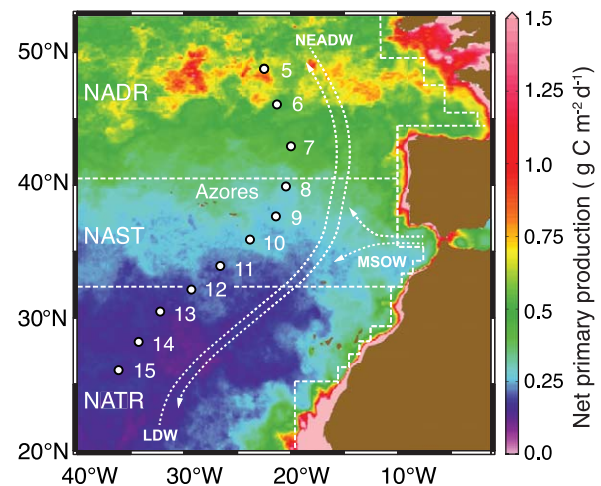 50°N
40°N
30°N
20°N
40°W
30°W
20°W
10°W
NADR
NAST
NATR
NEADW
Azores
MSOW
LDW
5
6
7
8
9
10
11
12
13
14
15
1.5
1.25
1.0
0.75
0.5
0.25
0.0
Net primary production ( g C m⁻² d⁻¹)